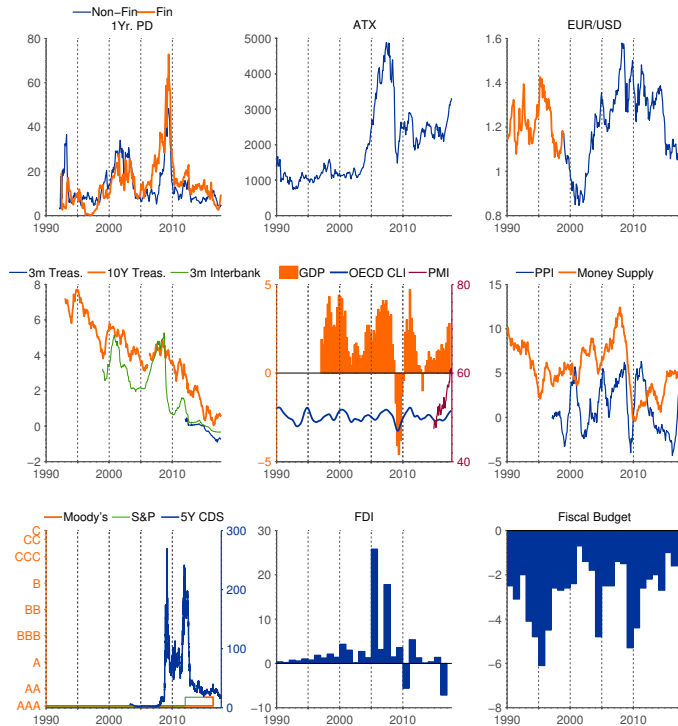 Non−Fin Fin
1Yr. PD
80
60
40
20
0
1990 2000 2010
ATX
5000
4000
3000
2000
1000
0
1990 2000 2010
EUR/USD
1.6
1.4
1.2
1
0.8
1990 2000 2010
3m Treas. 10Y Treas. 3m Interbank
8
6
4
2
0
−2
1990 2000 2010
GDP OECD CLI PMI
5 80
0 60
−5 40
1990 2000 2010
PPI Money Supply
15
10
5
0
−5
1990 2000 2010
Moody's S&P 5Y CDS
C 300
CC
CCC
B 200
BB
BBB 100
A
AA
AAA 0
1990 2000 2010
FDI
30
20
10
0
−10
1990 2000 2010
Fiscal Budget
0
−2
−4
−6
−8
1990 2000 2010